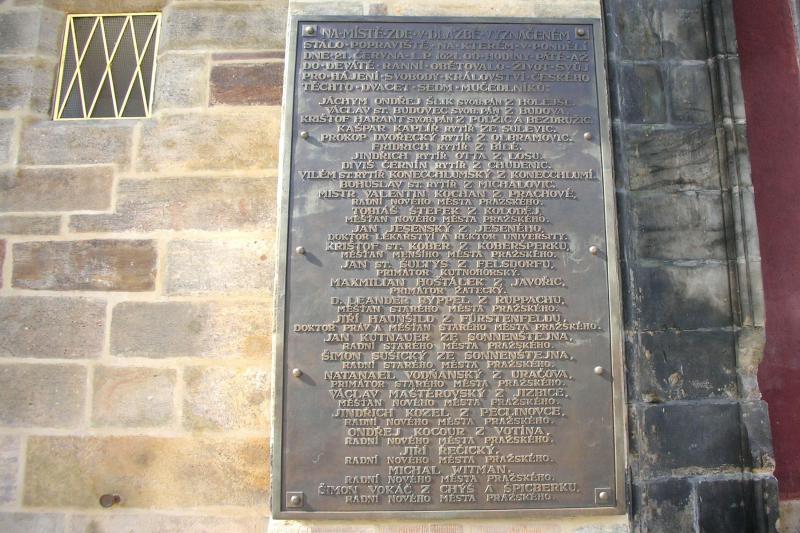 NA·MÍSTĚ·ZDE·V·DLAŽBĚ·VYZNAČENÉM
STÁLO·POPRAVIŠTĚ·NA·KTERÉM·V·PONDĚLÍ
DNE·21.ČERVNA·L.P.1621.OD·HODINY·PÁTÉ·AŽ
DO·DEVÁTÉ·RANNÍ·OBĚTOVALO·ŽIVOT·SVŮJ
PRO·HÁJENÍ·SVOBODY·KRÁLOVSTVÍ·ČESKÉHO
TĚCHTO·DVACET·SEDM·MUČEDLNÍKŮ:
JÁCHYM ONDŘEJ ŠLIK SVOB.PÁN Z HOLEJŠE,
VÁCLAV ST. BUDOVEC SVOB.PÁN Z BUDOVA,
KRIŠTOF HARANT SVOB.PÁN Z POLŽIC A BEZDRUŽIC,
KAŠPAR KAPLÍŘ RYTÍŘ ZE SULEVIC,
PROKOP DVOŘECKÝ RYTÍŘ Z OLBRAMOVIC,
FRIDRICH RYTÍŘ Z BÍLÉ,
JINDŘICH RYTÍŘ OTTA Z LOSU,
DIVIŠ ČERNÍN RYTÍŘ Z CHUDENIC,
VILÉM ST. RYTÍŘ KONECCHLUMSKÝ Z KONECCHLUMÍ,
BOHUSLAV ST. RYTÍŘ Z MICHALOVIC,
MISTR VALENTIN KOCHAN Z PRACHOVÉ,
RADNÍ NOVÉHO MĚSTA PRAŽSKÉHO,
TOBIÁŠ ŠTEFEK Z KOLODĚJ,
MĚŠŤAN NOVÉHO MĚSTA PRAŽSKÉHO,
JAN JESENSKÝ Z JESENÉHO,
DOKTOR LÉKAŘSTVÍ A REKTOR UNIVERSITY,
KRIŠTOF ST. KOBER Z KOBERŠPERKU,
MĚŠŤAN MENŠÍHO MĚSTA PRAŽSKÉHO,
JAN ST. ŠULTYS Z FELSDORFU,
PRIMÁTOR KUTNOHORSKÝ,
MAXMILIAN HOŠŤÁLEK Z JAVOŘIC,
PRIMÁTOR ŽATECKÝ,
D. LEANDER RYPPEL Z RUPPACHU,
MĚŠŤAN STARÉHO MĚSTA PRAŽSKÉHO,
JIŘÍ HAUNŠILD Z FÜRSTENFELDU,
DOKTOR PRÁV A MĚŠŤAN STARÉHO MĚSTA PRAŽSKÉHO,
JAN KUTNAUER ZE SONNENŠTEJNA,
RADNÍ STARÉHO MĚSTA PRAŽSKÉHO,
ŠIMON SUŠICKÝ ZE SONNENŠTEJNA,
RADNÍ STARÉHO MĚSTA PRAŽSKÉHO,
NATANAEL VODŇANSKÝ Z URAČOVA,
PRIMÁTOR STARÉHO MĚSTA PRAŽSKÉHO,
VÁCLAV MAŠTĚROVSKÝ Z JIZBICE,
MĚŠŤAN NOVÉHO MĚSTA PRAŽSKÉHO,
JINDŘICH KOZEL Z PECLINOVCE,
RADNÍ NOVÉHO MĚSTA PRAŽSKÉHO,
ONDŘEJ KOCOUR Z VOTÍNA,
RADNÍ NOVÉHO MĚSTA PRAŽSKÉHO,
JIŘÍ ŘEČICKÝ,
RADNÍ NOVÉHO MĚSTA PRAŽSKÉHO,
MICHAL WITMAN,
RADNÍ NOVÉHO MĚSTA PRAŽSKÉHO,
ŠIMON VOKÁČ Z CHÝŠ A ŠPICBERKU,
RADNÍ NOVÉHO MĚSTA PRAŽSKÉHO.